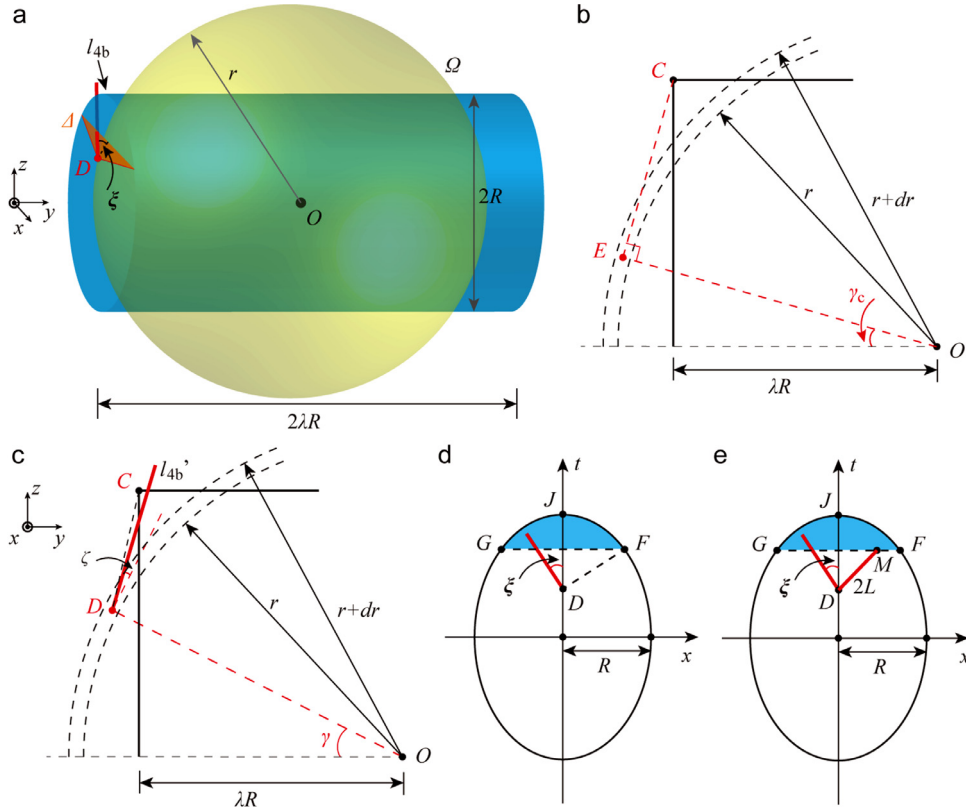 a
l4b
Ω
r
Δ
D
ξ
O
2R
z
y
x
2λR
b
C
r
r+dr
E
γc
O
λR
c
z
x
y
C
l4b'
ζ
D
r
r+dr
γ
O
λR
d
t
J
G
F
ξ
D
R
x
e
t
J
G
F
M
ξ
D
2L
R
x